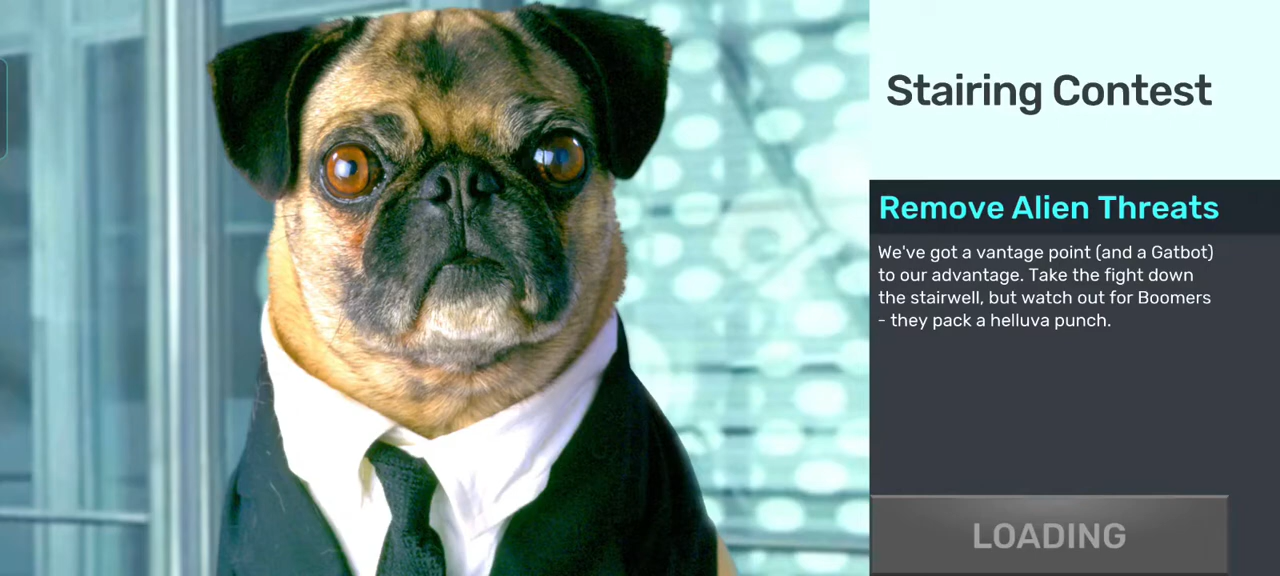 Stairing Contest
Remove Alien Threats
We've got a vantage point (and a Gatbot)
to our advantage. Take the fight down
the stairwell, but watch out for Boomers
- they pack a helluva punch.
LOADING